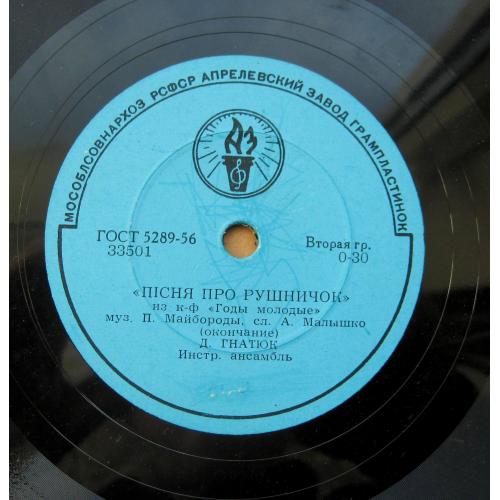 МОСОБЛСОВНАРХОЗ РСФСР АПРЕЛЕВСКИЙ ЗАВОД ГРАМПЛАСТИНОК
АЗ
ГОСТ 5289-56
33501
Вторая гр.
0-30
«ПІСНЯ ПРО РУШНИЧОК»
из к-ф «Годы молодые»
муз. П. Майбороды, сл. А. Малышко
(окончание)
Д. ГНАТЮК
Инстр. ансамбль